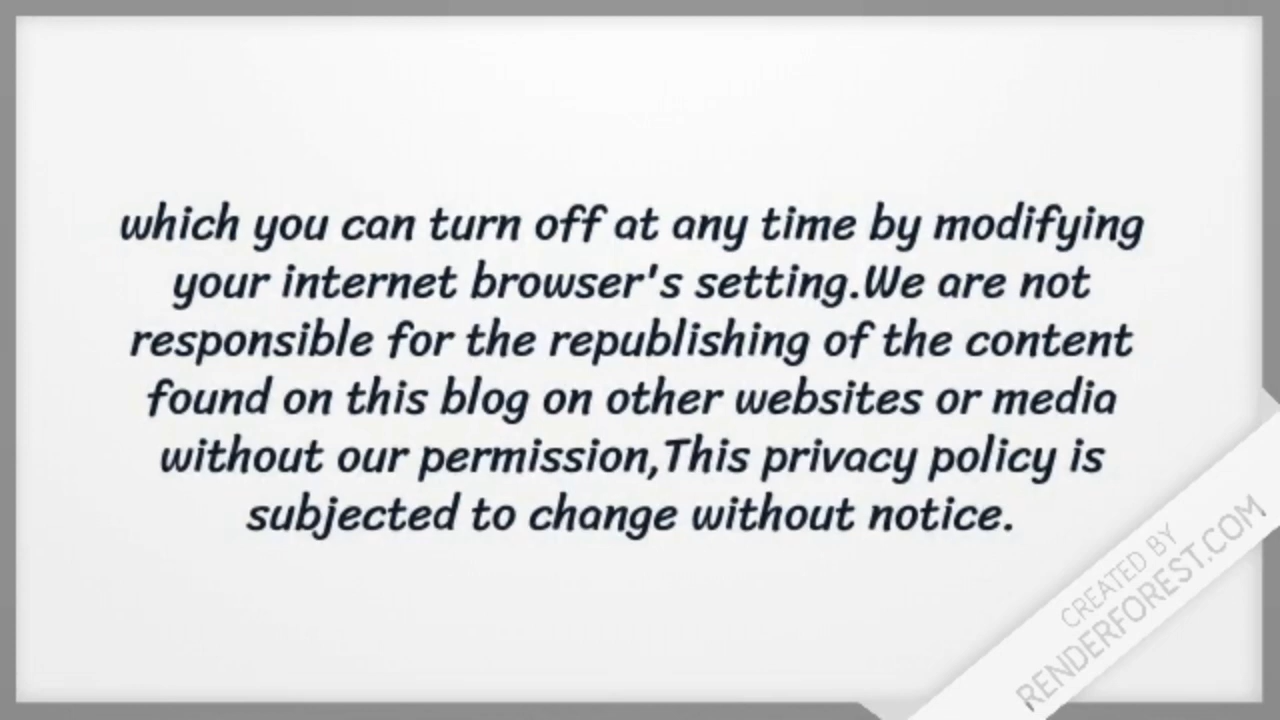 which you can turn off at any time by modifying
your internet browser's setting.We are not
responsible for the republishing of the content
found on this blog on other websites or media
without our permission,This privacy policy is
subjected to change without notice.
CREATED BY
RENDERFOREST.COM